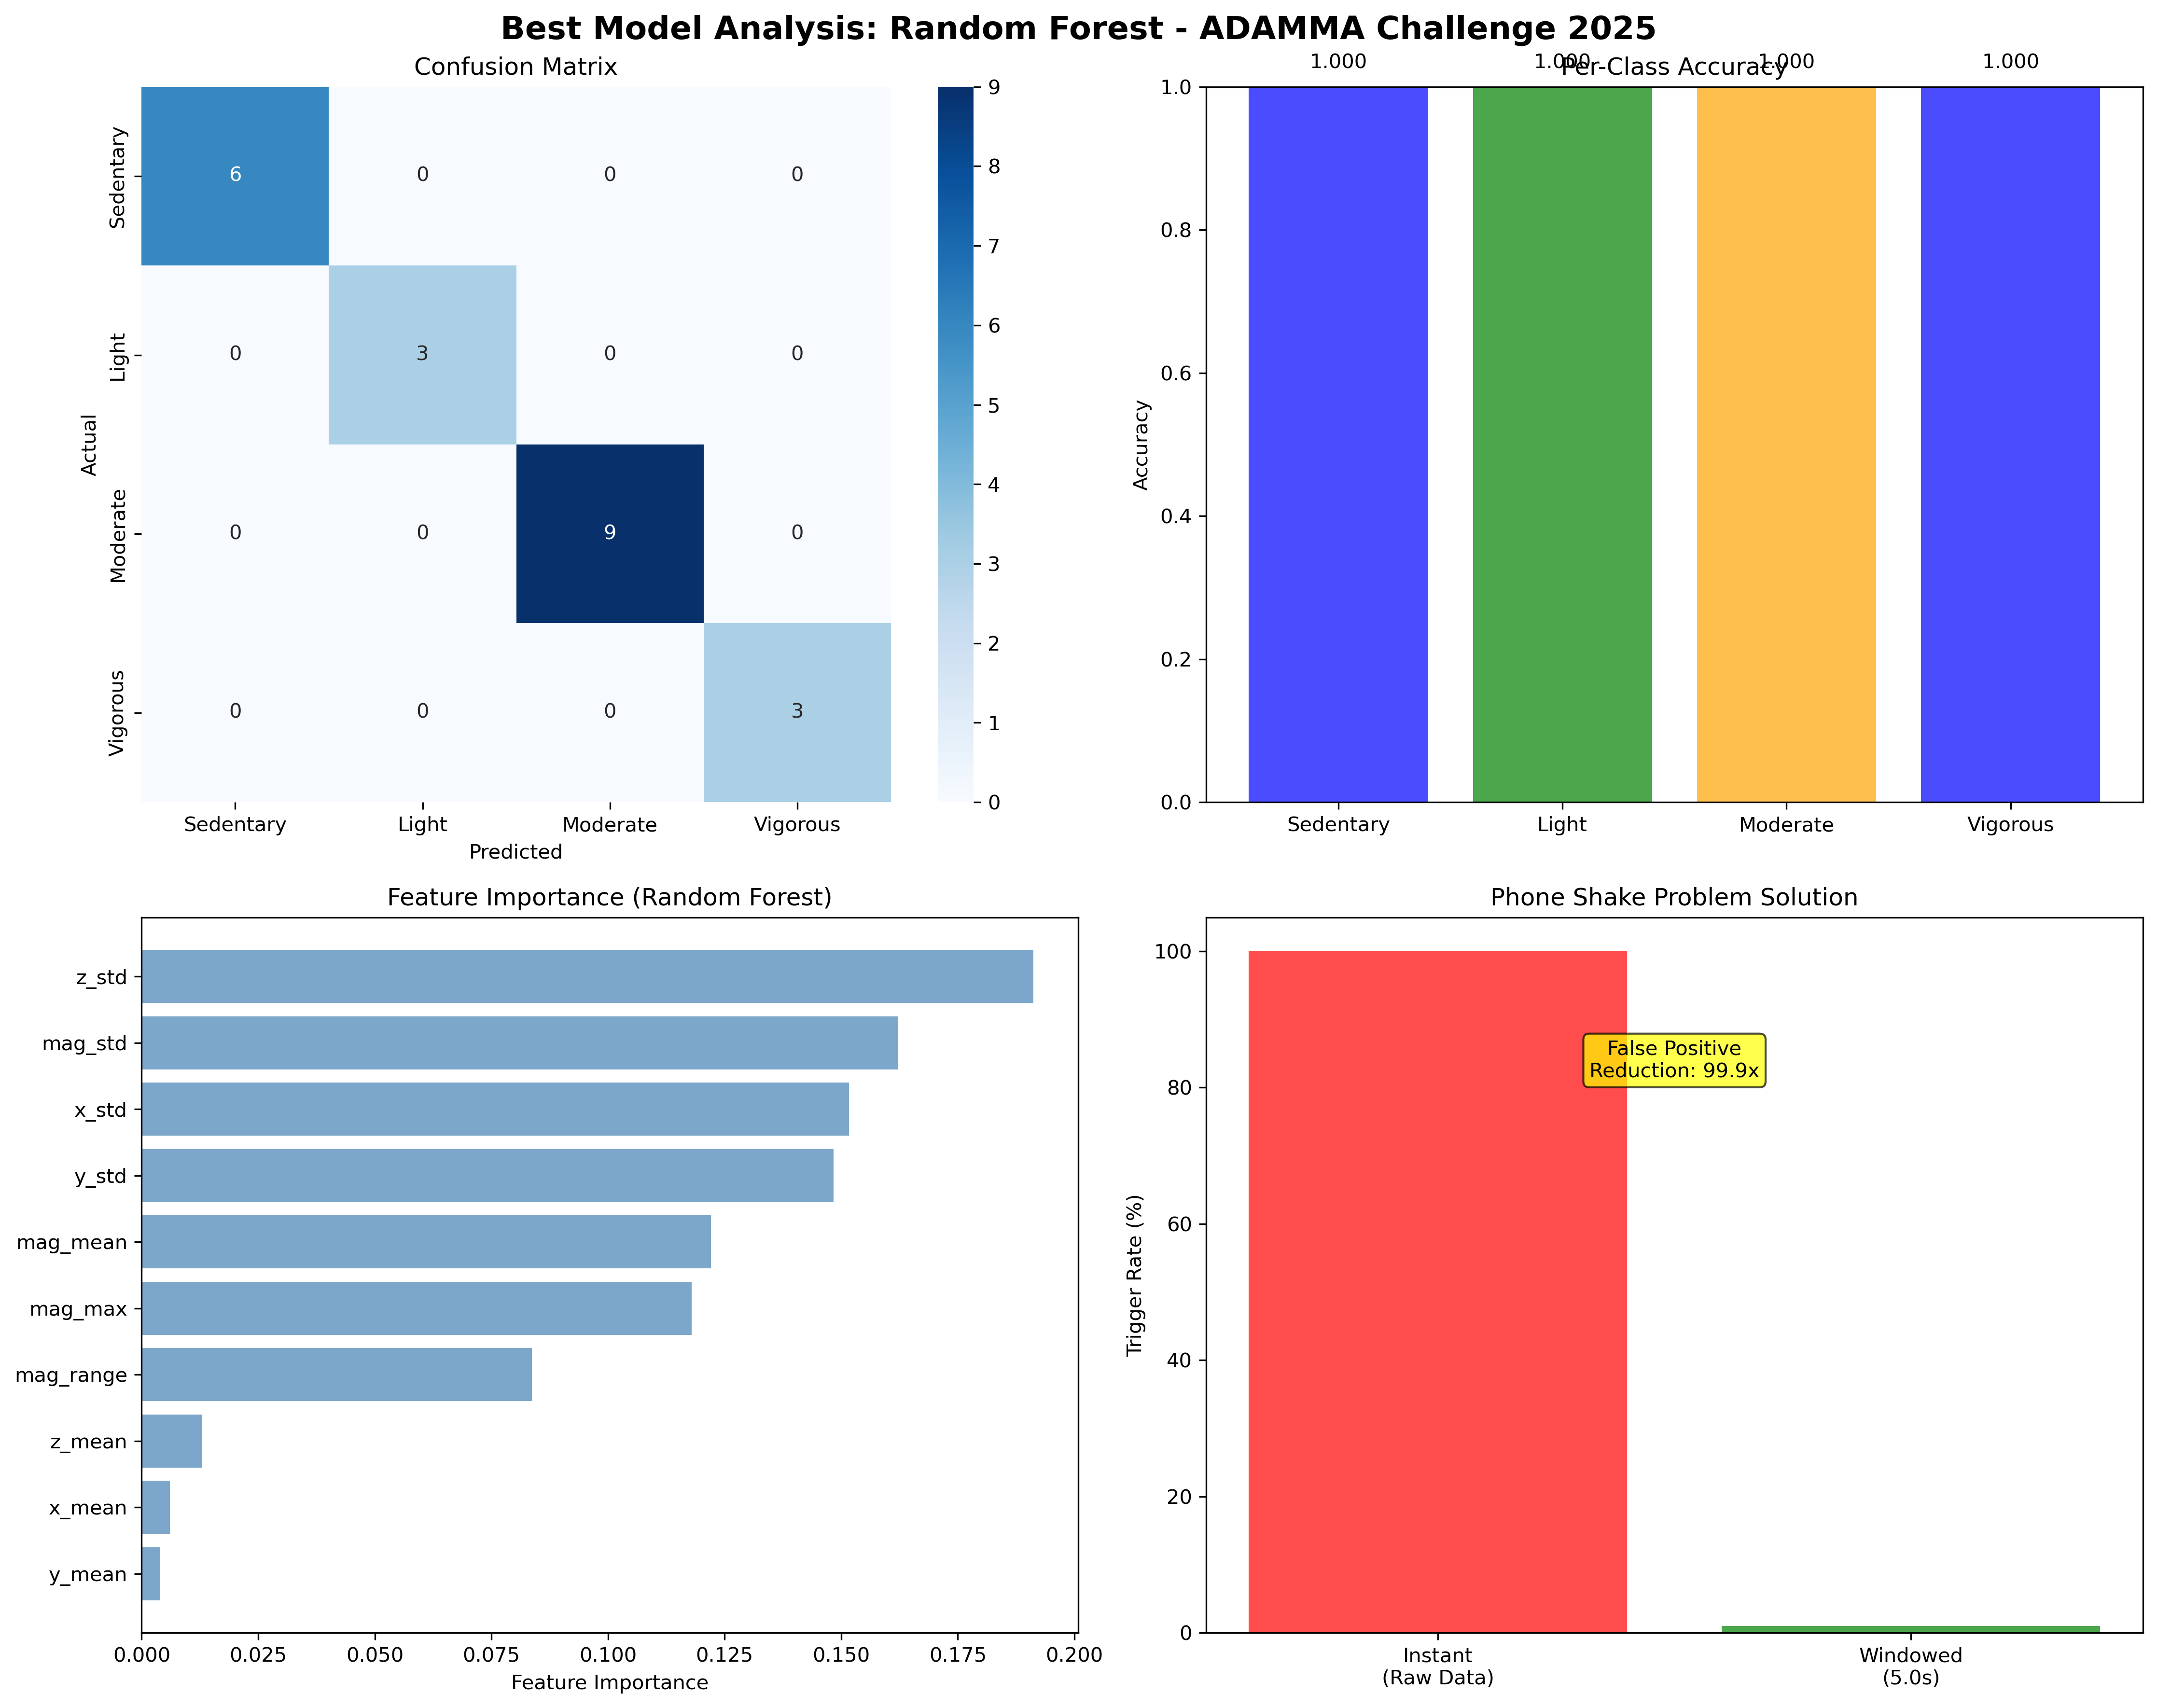 Best Model Analysis: Random Forest - ADAMMA Challenge 2025
Confusion Matrix
Sedentary
Light
Moderate
Vigorous
Actual
6 0 0 0
0 3 0 0
0 0 9 0
0 0 0 3
Sedentary Light Moderate Vigorous
Predicted
9
8
7
6
5
4
3
2
1
0
Per-Class Accuracy
1.000 1.000 1.000 1.000
1.0
0.8
0.6
0.4
0.2
0.0
Accuracy
Sedentary Light Moderate Vigorous
Feature Importance (Random Forest)
z_std
mag_std
x_std
y_std
mag_mean
mag_max
mag_range
z_mean
x_mean
y_mean
0.000 0.025 0.050 0.075 0.100 0.125 0.150 0.175 0.200
Feature Importance
Phone Shake Problem Solution
100
80
60
40
20
0
Trigger Rate (%)
False Positive
Reduction: 99.9x
Instant
(Raw Data)
Windowed
(5.0s)